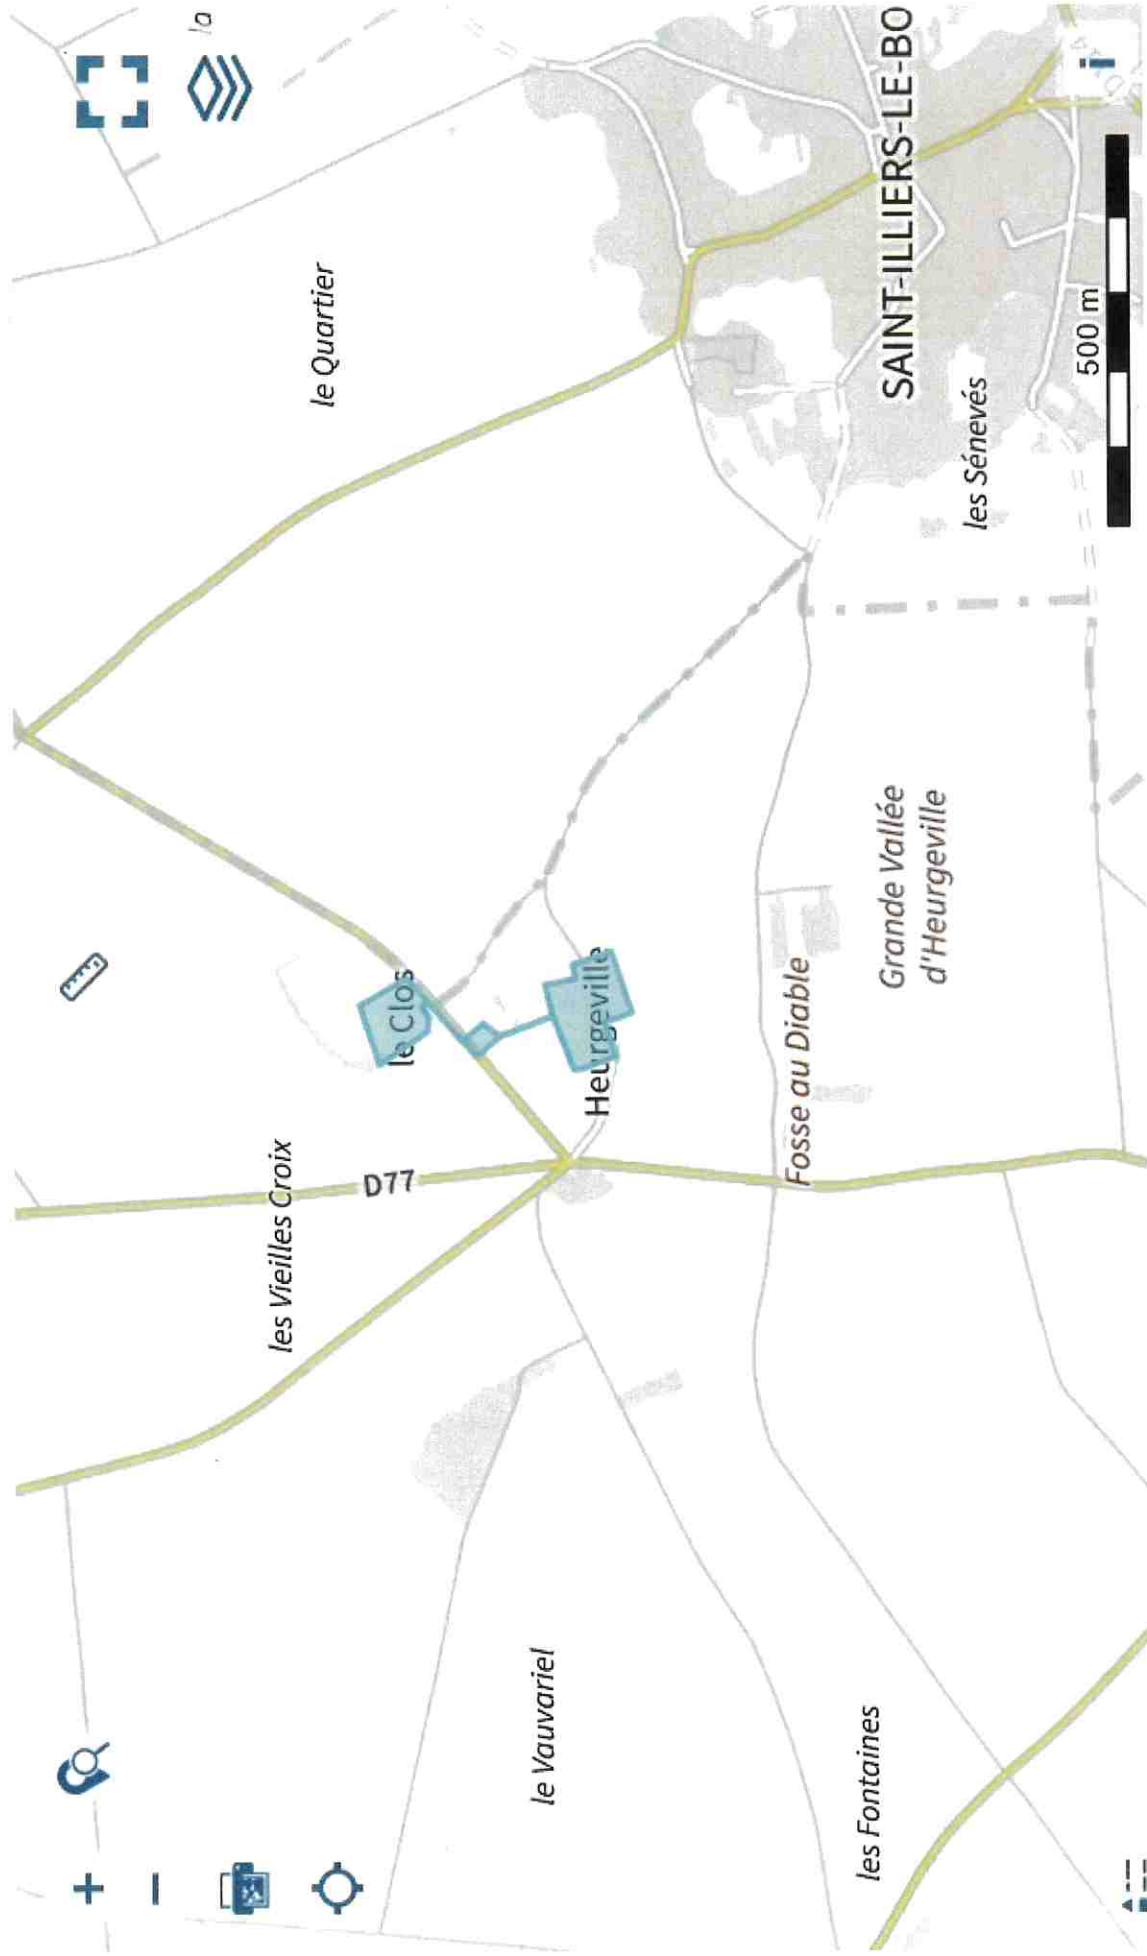 la
le Quartier
SAINT-ILLIERS-LE-BO
les Sénevés
500 m
i
le Clos
Heurgeville
Grande Vallée
d'Heurgeville
Fosse au Diable
les Vieilles Croix
D77
le Vauvariel
les Fontaines
+
−